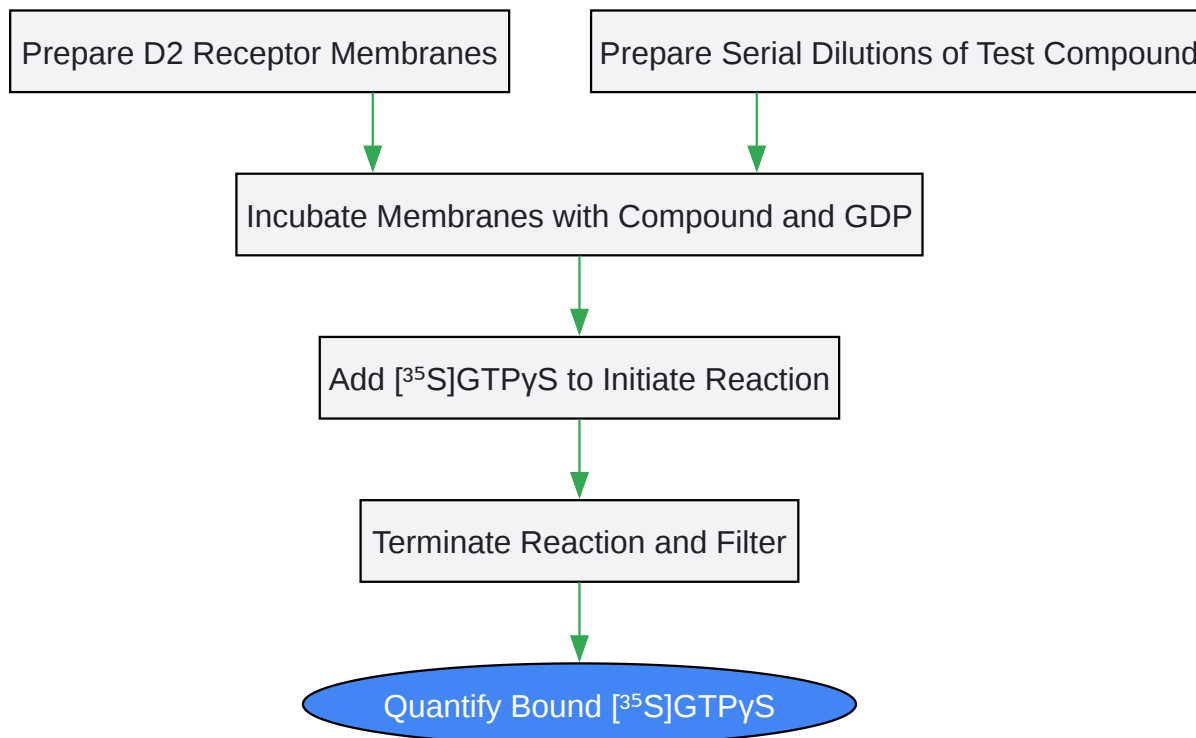 Prepare D2 Receptor Membranes
Prepare Serial Dilutions of Test Compound
Incubate Membranes with Compound and GDP
Add [³⁵S]GTPγS to Initiate Reaction
Terminate Reaction and Filter
Quantify Bound [³⁵S]GTPγS